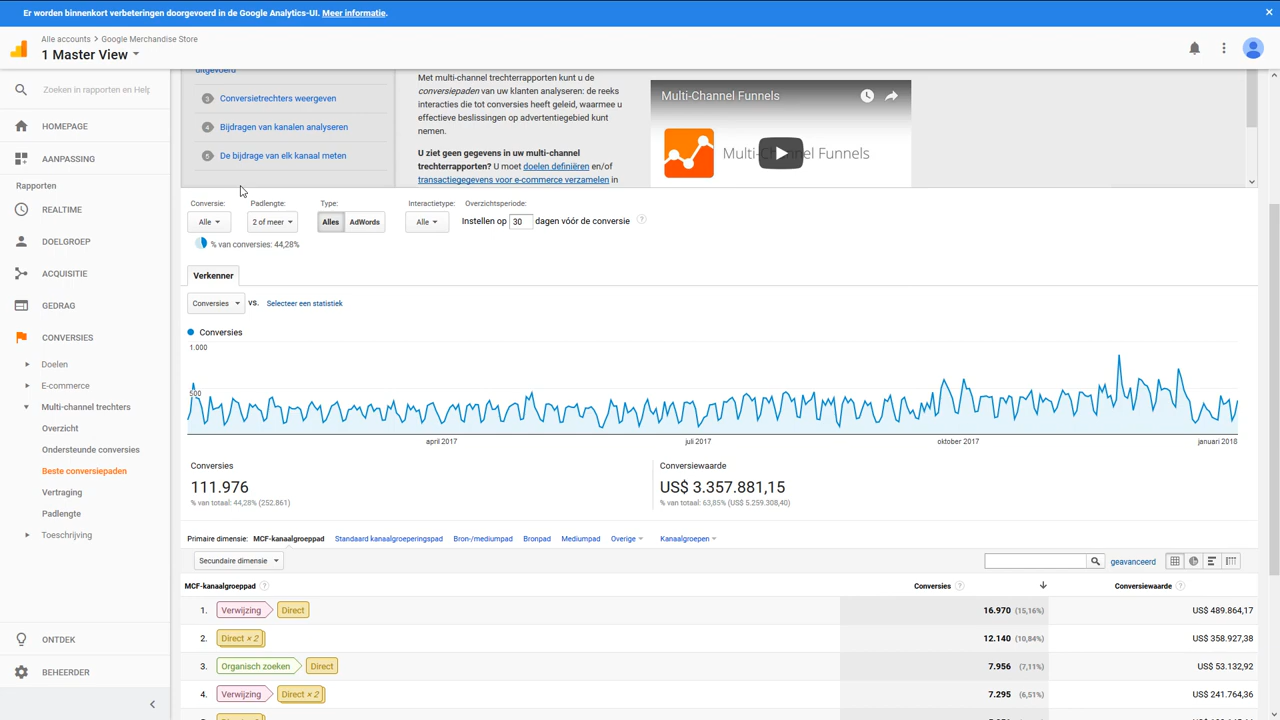 Er worden binnenkort verbeteringen doorgevoerd in de Google Analytics-UI. Meer informatie.
Alle accounts > Google Merchandise Store
1 Master View
Zoeken in rapporten en Help
HOMEPAGE
AANPASSING
Rapporten
REALTIME
DOELGROEP
ACQUISITIE
GEDRAG
CONVERSIES
Doelen
E-commerce
Multi-channel trechters
Overzicht
Ondersteunde conversies
Beste conversiepaden
Vertraging
Padlengte
Toeschrijving
ONTDEK
BEHEERDER
uitgevoerd
3 Conversietrechters weergeven
4 Bijdragen van kanalen analyseren
5 De bijdrage van elk kanaal meten
Met multi-channel trechterrapporten kunt u de
conversiepaden van uw klanten analyseren: de reeks
interacties die tot conversies heeft geleid, waarmee u
effectieve beslissingen op advertentiegebied kunt
nemen.
U ziet geen gegevens in uw multi-channel
trechterrapporten? U moet doelen definiëren en/of
transactiegegevens voor e-commerce verzamelen in
Multi-Channel Funnels
Multi-Channel Funnels
Conversie: Padlengte: Type: Interactietype: Overzichtsperiode:
Alle 2 of meer Alles AdWords Alle Instellen op 30 dagen vóór de conversie ?
% van conversies: 44,28%
Verkenner
Conversies vs. Selecteer een statistiek
Conversies
1.000
500
april 2017 juli 2017 oktober 2017 januari 2018
Conversies
111.976
% van totaal: 44,28% (252.861)
Conversiewaarde
US$ 3.357.881,15
% van totaal: 63,85% (US$ 5.259.308,40)
Primaire dimensie: MCF-kanaalgroeppad Standaard kanaalgroeperingspad Bron-/mediumpad Bronpad Mediumpad Overige Kanaalgroepen
Secundaire dimensie geavanceerd
MCF-kanaalgroeppad ? Conversies ? Conversiewaarde ?
1. Verwijzing Direct 16.970 (15,16%) US$ 489.864,17
2. Direct × 2 12.140 (10,84%) US$ 358.927,38
3. Organisch zoeken Direct 7.956 (7,11%) US$ 53.132,92
4. Verwijzing Direct × 2 7.295 (6,51%) US$ 241.764,36